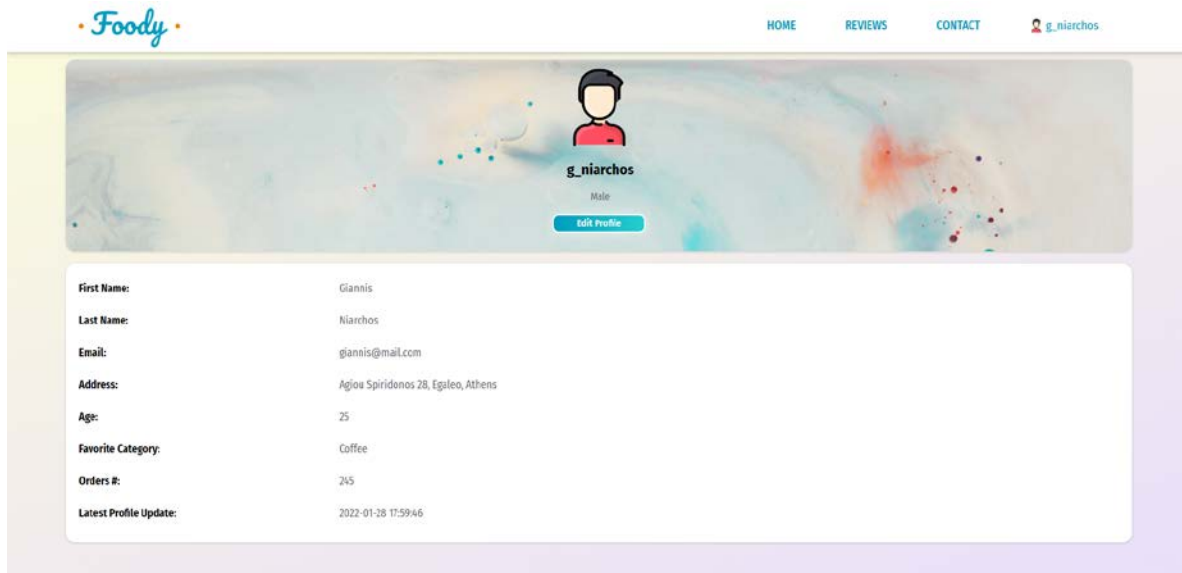 · Foody ·
HOME REVIEWS CONTACT g_niarchos
g_niarchos
Male
Edit Profile
First Name: Giannis
Last Name: Niarchos
Email: giannis@mail.com
Address: Agiou Spiridonos 28, Egaleo, Athens
Age: 25
Favorite Category: Coffee
Orders #: 245
Latest Profile Update: 2022-01-28 17:59:46